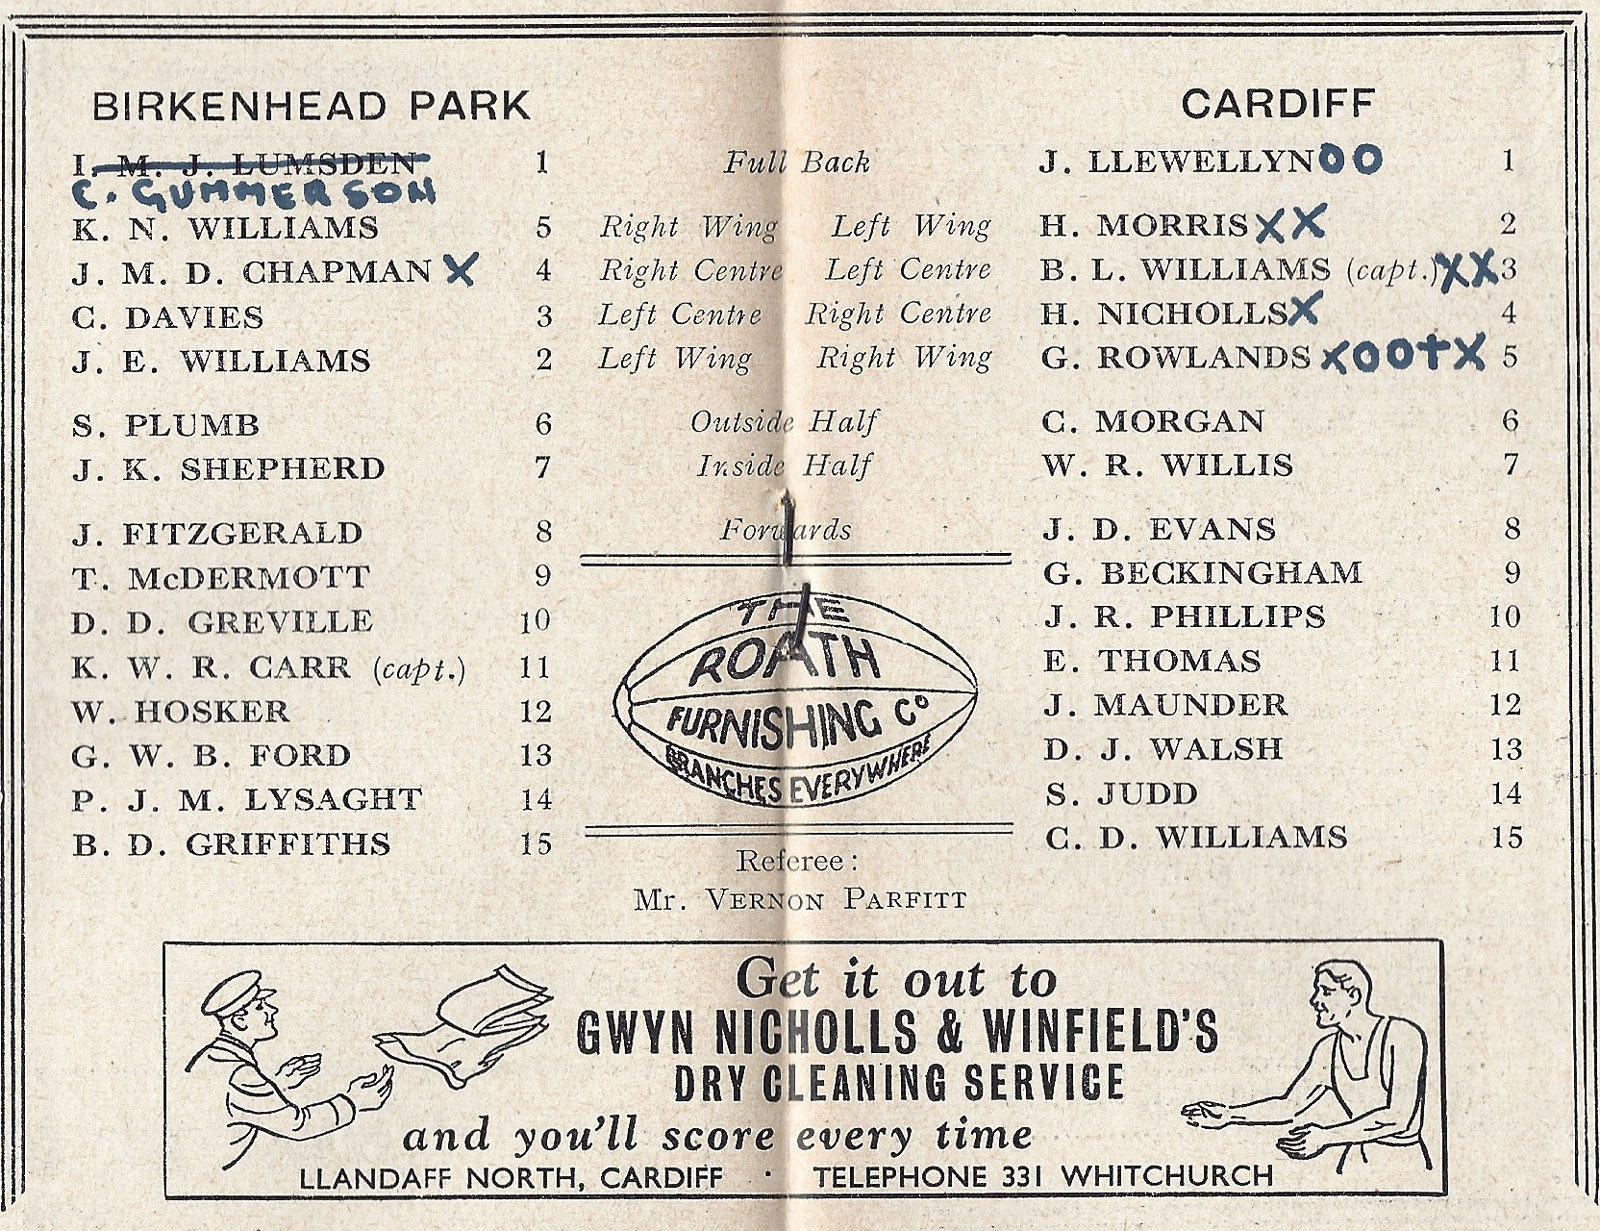 BIRKENHEAD PARK CARDIFF
I. M. J. LUMSDEN 1 Full Back J. LLEWELLYN OO 1
C. GUMMERSON
K. N. WILLIAMS 5 Right Wing Left Wing H. MORRIS XX 2
J. M. D. CHAPMAN X 4 Right Centre Left Centre B. L. WILLIAMS (capt.) XX 3
C. DAVIES 3 Left Centre Right Centre H. NICHOLLS X 4
J. E. WILLIAMS 2 Left Wing Right Wing G. ROWLANDS XOO+X 5
S. PLUMB 6 Outside Half C. MORGAN 6
J. K. SHEPHERD 7 Inside Half W. R. WILLIS 7
J. FITZGERALD 8 Forwards J. D. EVANS 8
T. McDERMOTT 9 G. BECKINGHAM 9
D. D. GREVILLE 10 J. R. PHILLIPS 10
K. W. R. CARR (capt.) 11 E. THOMAS 11
W. HOSKER 12 J. MAUNDER 12
G. W. B. FORD 13 D. J. WALSH 13
P. J. M. LYSAGHT 14 S. JUDD 14
B. D. GRIFFITHS 15 C. D. WILLIAMS 15
THE
ROATH
FURNISHING Co
BRANCHES EVERYWHERE
Referee:
Mr. VERNON PARFITT
Get it out to
GWYN NICHOLLS & WINFIELD'S
DRY CLEANING SERVICE
and you'll score every time
LLANDAFF NORTH, CARDIFF · TELEPHONE 331 WHITCHURCH